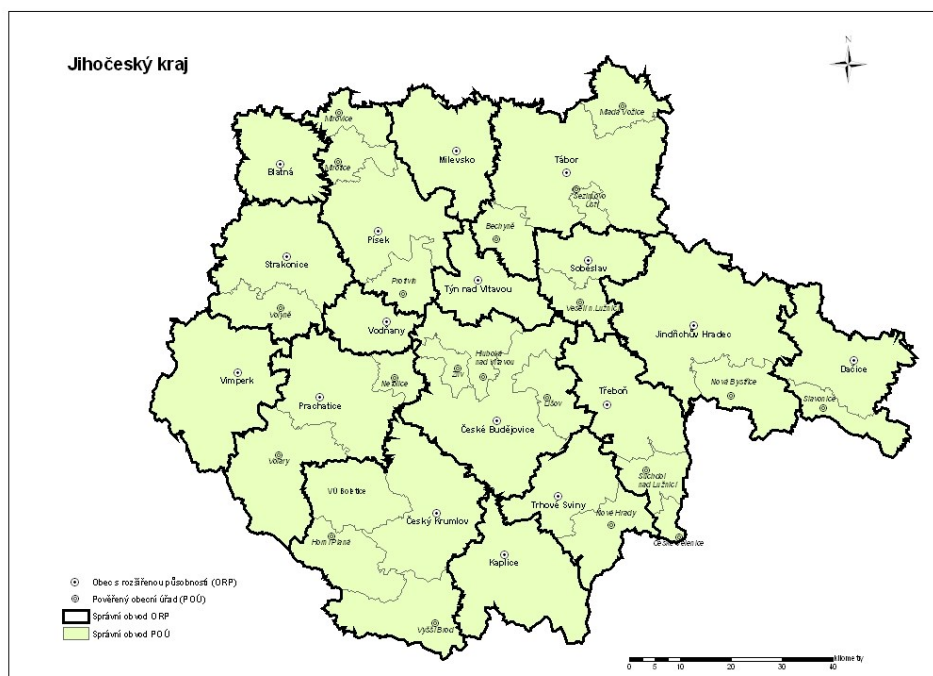 Jihočeský kraj
N
Mladá Vožice
Mirovice
Mirotice
Milevsko
Tábor
Blatná
Sezimovo
Ústí
Bechyně
Písek
Strakonice
Soběslav
Protivín
Týn nad Vltavou
Volyně
Veselí n. Lužnicí
Vodňany
Jindřichův Hradec
Hluboká
nad Vltavou
Dačice
Vimperk
Zliv
Netolice
Nová Bystřice
Třeboň
Prachatice
Lišov
Slavonice
České Budějovice
Volary
Suchdol
nad Lužnicí
VÚ Boletice
Trhové Sviny
Český Krumlov
Nové Hrady
Horní Planá
České Velenice
Kaplice
Vyšší Brod
Obec s rozšířenou působností (ORP)
Pověřený obecní úřad (POÚ)
Správní obvod ORP
Správní obvod POÚ
kilometry
0 5 10 20 30 40